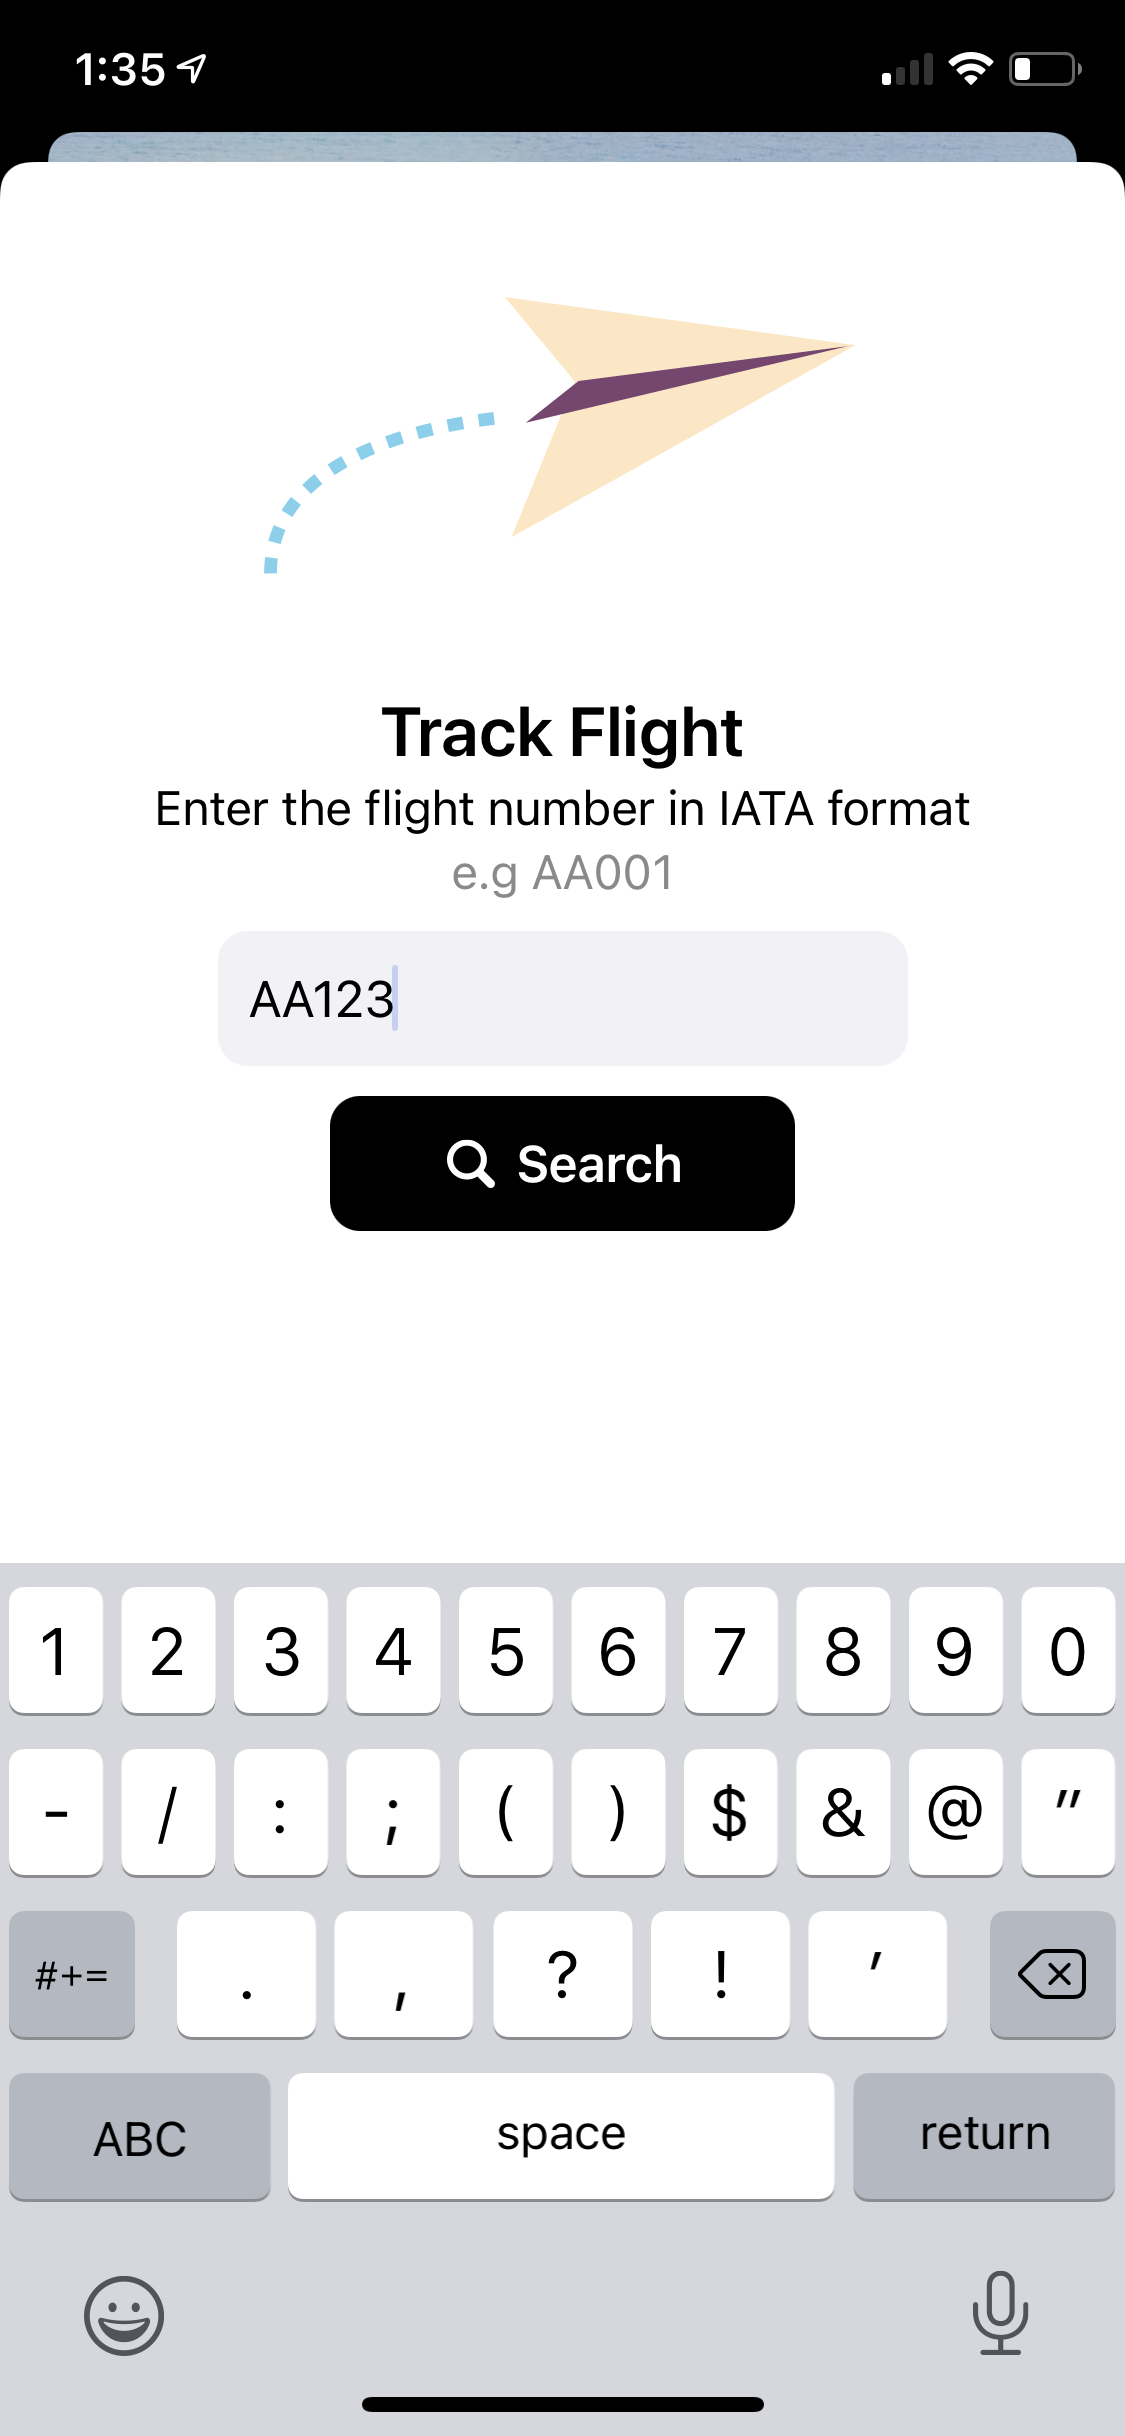 1:35
Track Flight
Enter the flight number in IATA format
e.g AA001
AA123
Search
1 2 3 4 5 6 7 8 9 0
- / : ; ( ) $ & @ "
#+= . , ? ! '
ABC space return